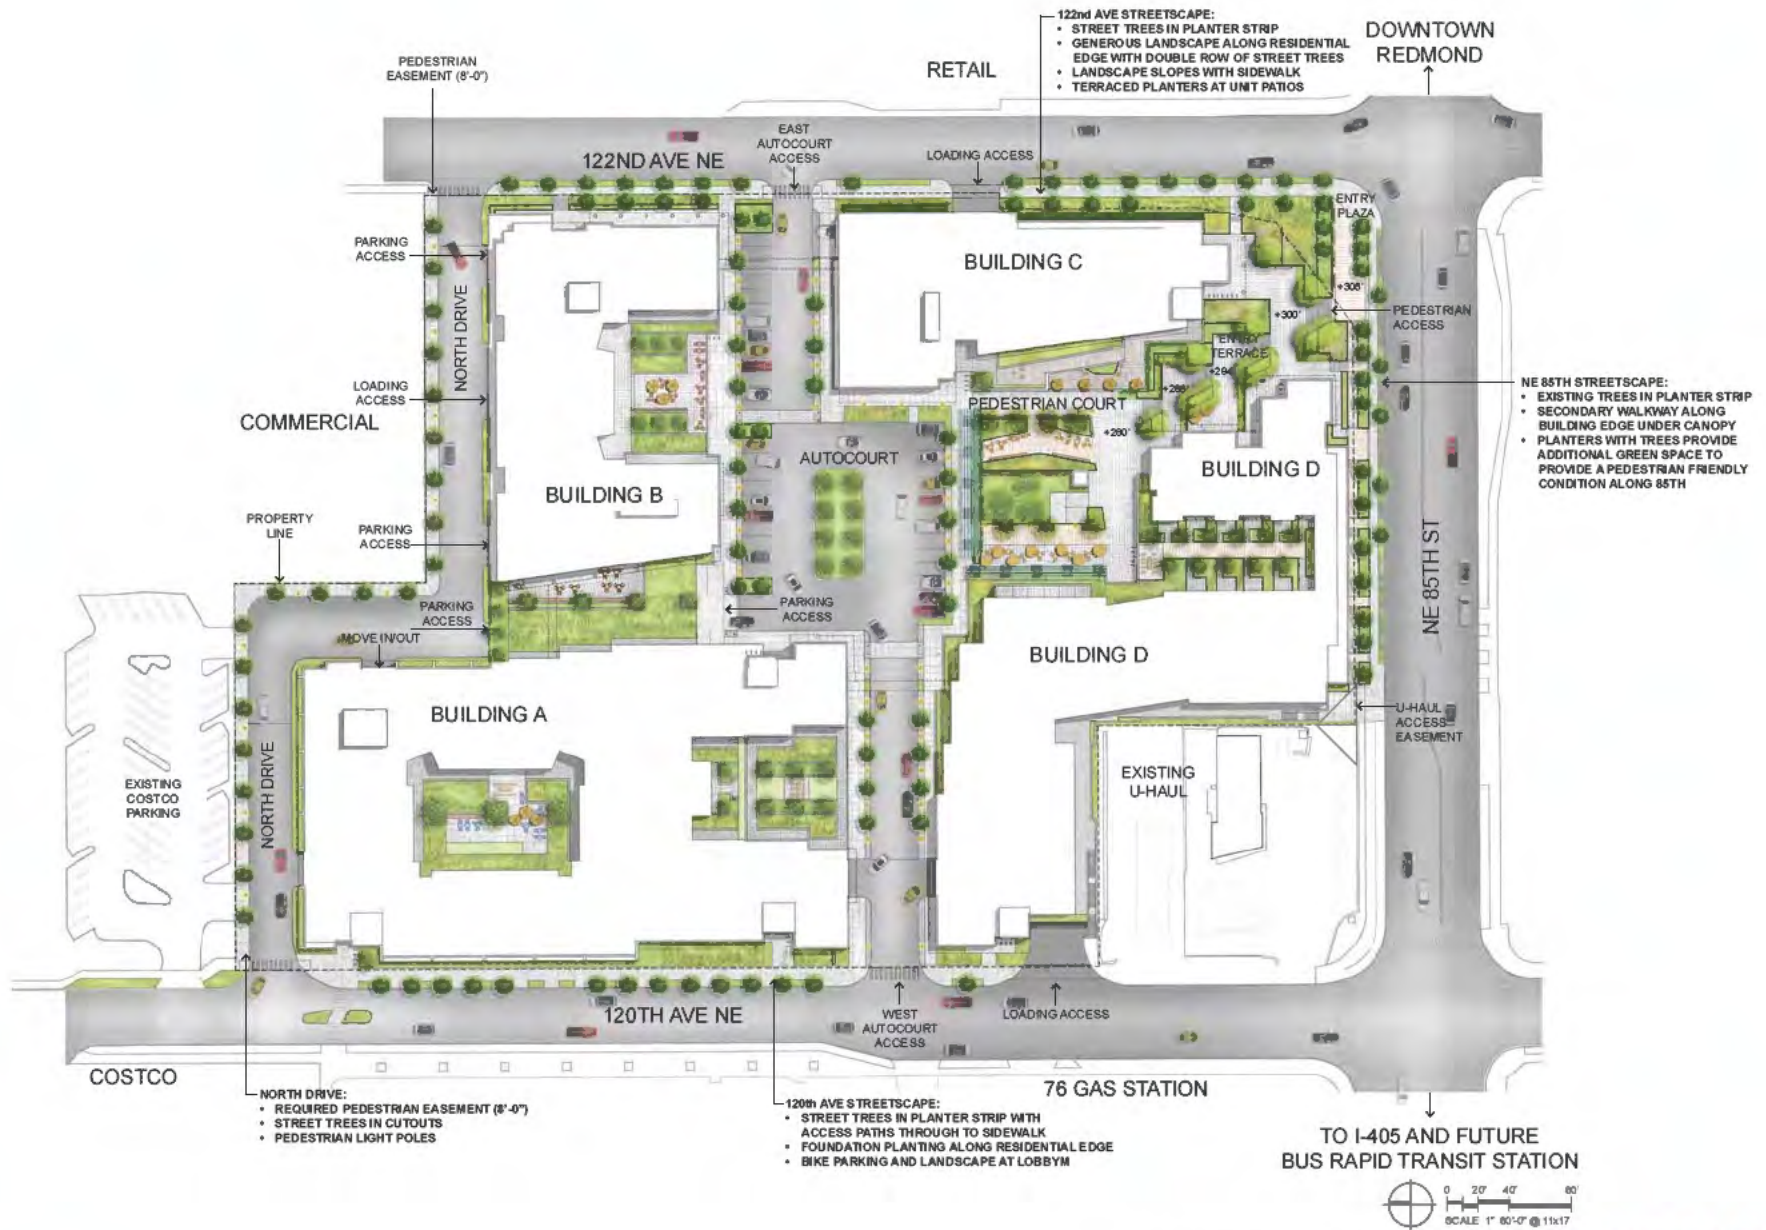 122nd AVE STREETSCAPE:
• STREET TREES IN PLANTER STRIP
• GENEROUS LANDSCAPE ALONG RESIDENTIAL
EDGE WITH DOUBLE ROW OF STREET TREES
• LANDSCAPE SLOPES WITH SIDEWALK
• TERRACED PLANTERS AT UNIT PATIOS
DOWNTOWN
REDMOND
PEDESTRIAN
EASEMENT (8'-0")
RETAIL
122ND AVE NE
EAST
AUTOCOURT
ACCESS
LOADING ACCESS
ENTRY
PLAZA
PARKING
ACCESS
NORTH DRIVE
BUILDING C
+306'
+300'
PEDESTRIAN
ACCESS
ENTRY
TERRACE
LOADING
ACCESS
COMMERCIAL
PEDESTRIAN COURT
+280'
NE 85TH STREETSCAPE:
• EXISTING TREES IN PLANTER STRIP
• SECONDARY WALKWAY ALONG
BUILDING EDGE UNDER CANOPY
• PLANTERS WITH TREES PROVIDE
ADDITIONAL GREEN SPACE TO
PROVIDE A PEDESTRIAN FRIENDLY
CONDITION ALONG 85TH
AUTOCOURT
BUILDING D
BUILDING B
PROPERTY
LINE
PARKING
ACCESS
NE 85TH ST
PARKING
ACCESS
PARKING
ACCESS
MOVE IN/OUT
BUILDING D
BUILDING A
U-HAUL
ACCESS
EASEMENT
EXISTING
COSTCO
PARKING
NORTH DRIVE
EXISTING
U-HAUL
120TH AVE NE
WEST
AUTOCOURT
ACCESS
LOADING ACCESS
COSTCO
76 GAS STATION
NORTH DRIVE:
• REQUIRED PEDESTRIAN EASEMENT (8'-0")
• STREET TREES IN CUTOUTS
• PEDESTRIAN LIGHT POLES
120th AVE STREETSCAPE:
• STREET TREES IN PLANTER STRIP WITH
ACCESS PATHS THROUGH TO SIDEWALK
• FOUNDATION PLANTING ALONG RESIDENTIAL EDGE
• BIKE PARKING AND LANDSCAPE AT LOBBYM
TO I-405 AND FUTURE
BUS RAPID TRANSIT STATION
0 20' 40' 80'
SCALE 1" 60'-0" @ 11x17